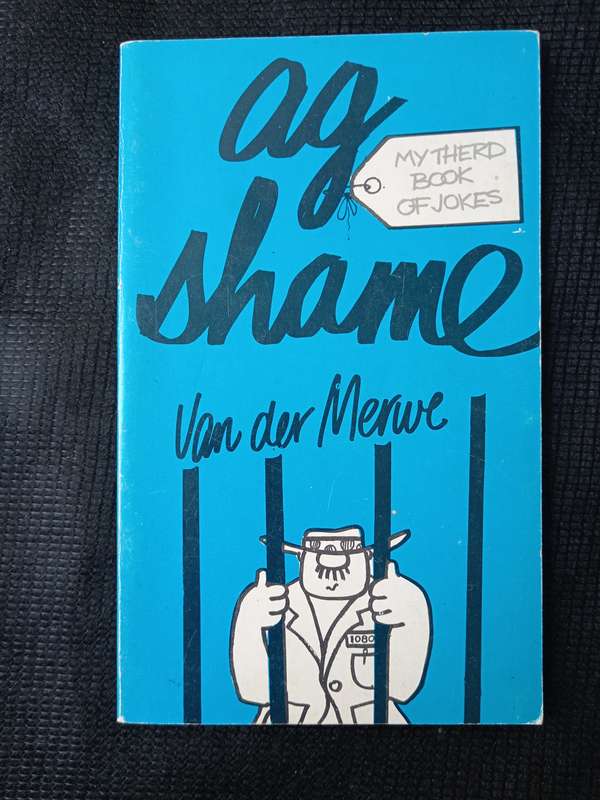 ag
MY THERD
BOOK
OF JOKES
shame
Van der Merwe
1080